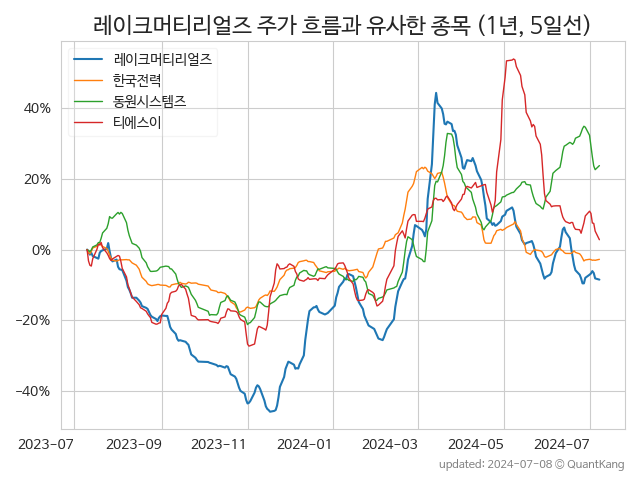 레이크머티리얼즈 주가 흐름과 유사한 종목 (1년, 5일선)
레이크머티리얼즈
한국전력
동원시스템즈
티에스이
40%
20%
0%
−20%
−40%
2023-07
2023-09
2023-11
2024-01
2024-03
2024-05
2024-07
updated: 2024-07-08 © QuantKang